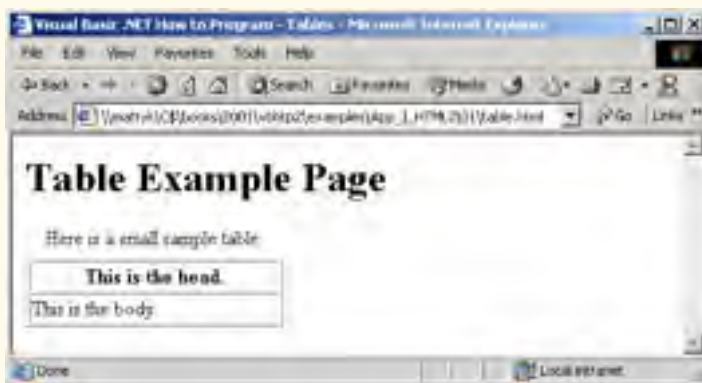 Visual Basic .NET How to Program - Tables - Microsoft Internet Explorer
File Edit View Favorites Tools Help
Back Search Favorites Media
Address table.html Go Links
Table Example Page
Here is a small sample table.
This is the head.
This is the body.
Done Local intranet